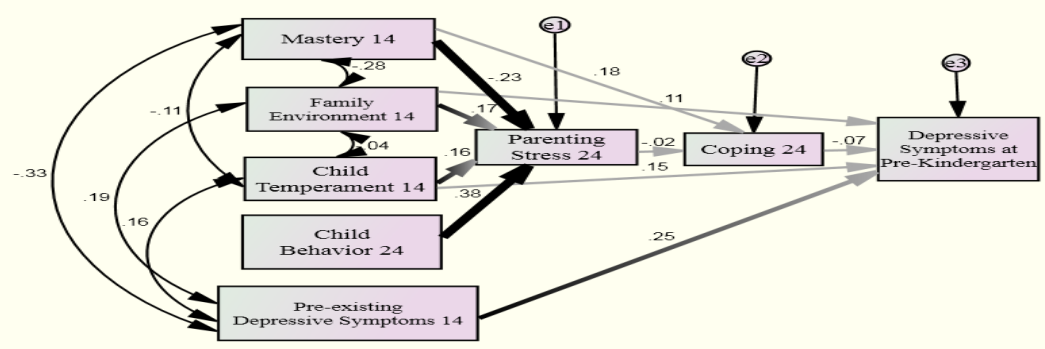 Mastery 14
e1
e2
e3
-.28
-.23
.18
Family
Environment 14
-.11
.17
.11
Parenting
Stress 24
-.02
Coping 24
-.07
Depressive
Symptoms at
Pre-Kindergarten
.04
Child
Temperament 14
.16
.15
-.33
.19
.16
.38
Child
Behavior 24
.25
Pre-existing
Depressive Symptoms 14